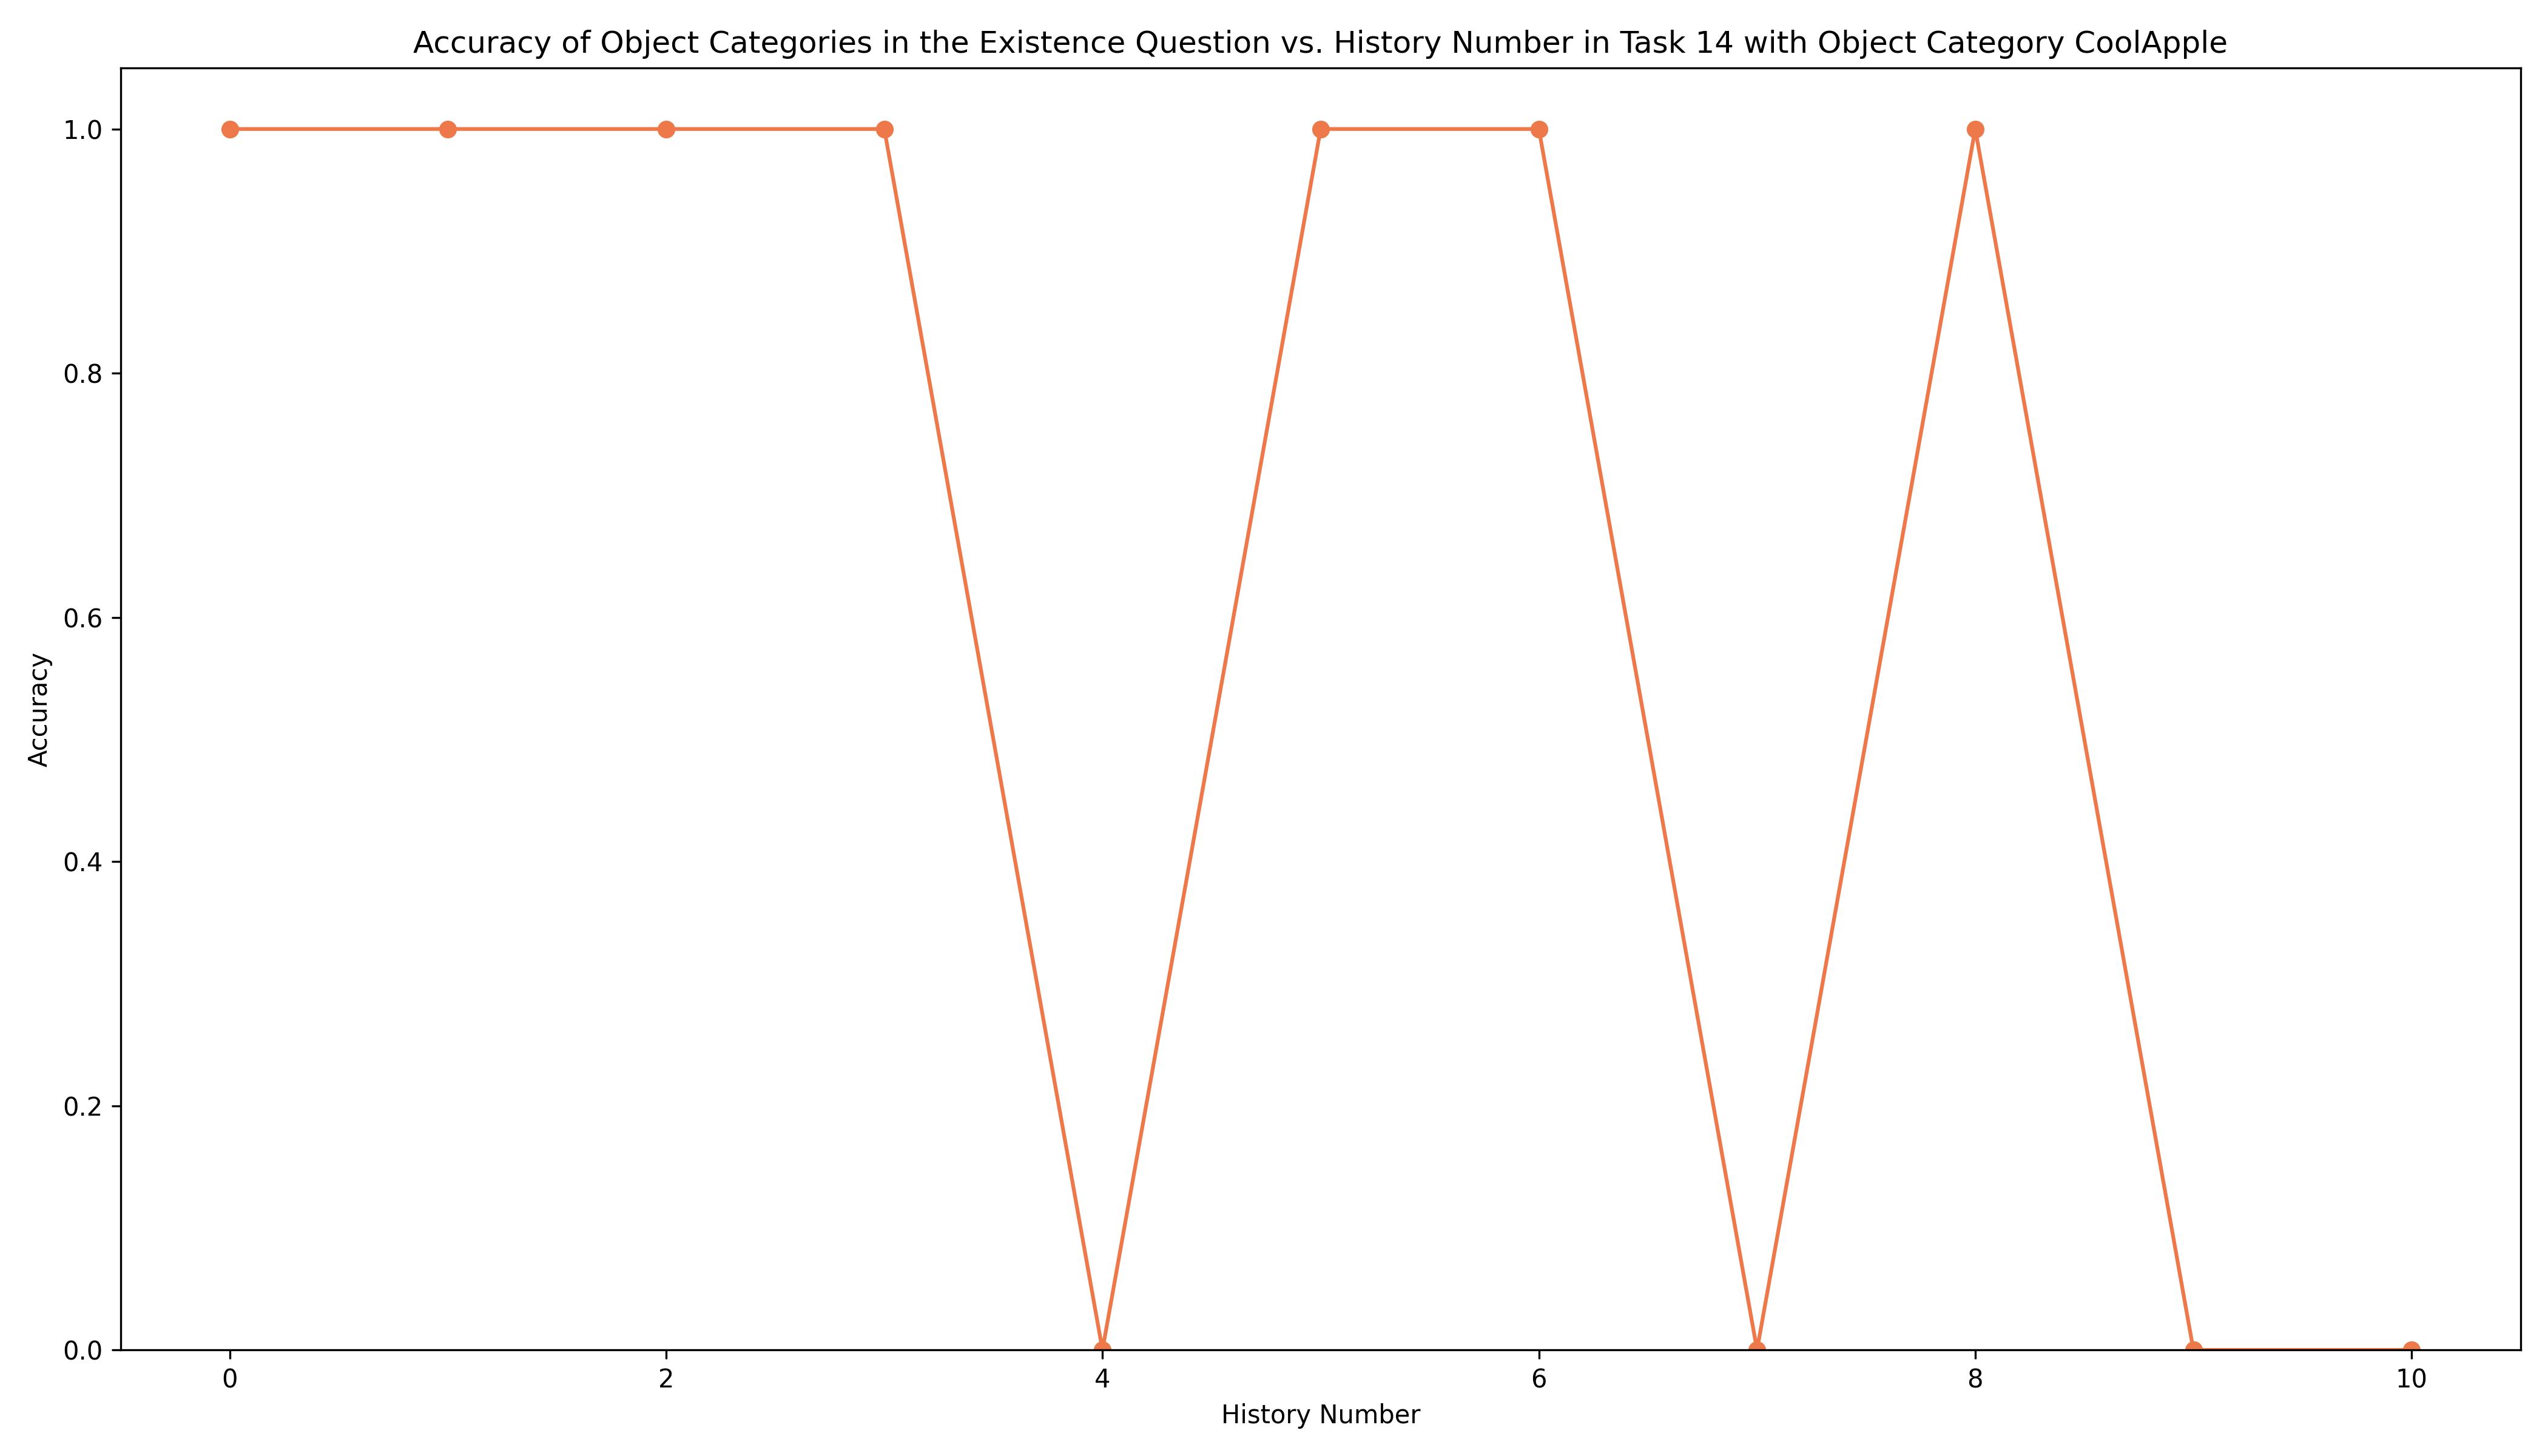 Accuracy of Object Categories in the Existence Question vs. History Number in Task 14 with Object Category CoolApple
1.0
0.8
0.6
0.4
0.2
0.0
Accuracy
0 2 4 6 8 10
History Number